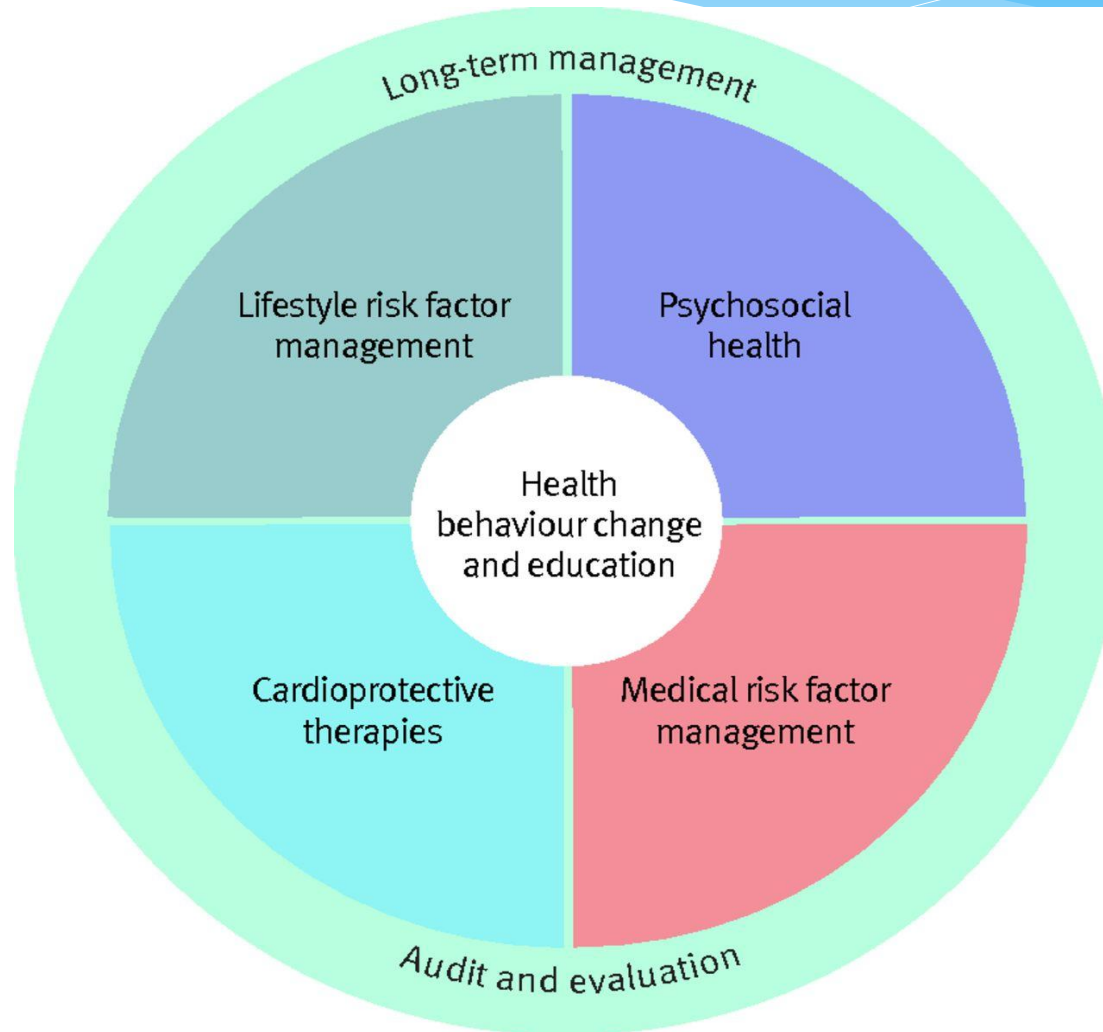 Long-term management
Lifestyle risk factor
management
Psychosocial
health
Health
behaviour change
and education
Cardioprotective
therapies
Medical risk factor
management
Audit and evaluation